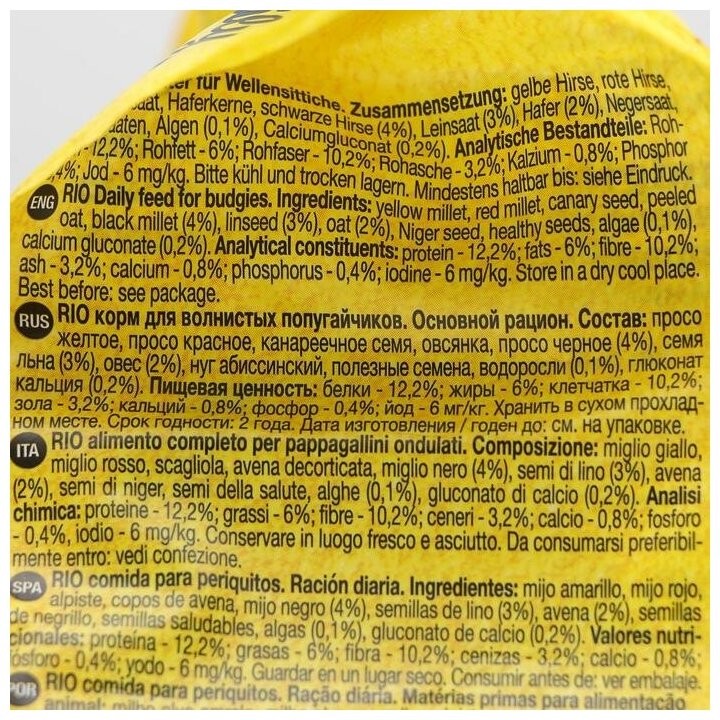 für Wellensittiche. Zusammensetzung: gelbe Hirse, rote Hirse,
Haferkerne, schwarze Hirse (4%), Leinsaat (3%), Hafer (2%), Negersaat,
Algen (0,1%), Calciumgluconat (0,2%). Analytische Bestandteile: Roh-
12,2%; Rohfett - 6%; Rohfaser - 10,2%; Rohasche - 3,2%; Kalzium - 0,8%; Phosphor
Jod - 6 mg/kg. Bitte kühl und trocken lagern. Mindestens haltbar bis: siehe Eindruck.
ENG RIO Daily feed for budgies. Ingredients: yellow millet, red millet, canary seed, peeled
oat, black millet (4%), linseed (3%), oat (2%), Niger seed, healthy seeds, algae (0,1%),
calcium gluconate (0,2%). Analytical constituents: protein - 12,2%; fats - 6%; fibre - 10,2%;
ash - 3,2%; calcium - 0,8%; phosphorus - 0,4%; iodine - 6 mg/kg. Store in a dry cool place.
Best before: see package.
RUS RIO корм для волнистых попугайчиков. Основной рацион. Состав: просо
желтое, просо красное, канареечное семя, овсянка, просо черное (4%), семя
льна (3%), овес (2%), нуг абиссинский, полезные семена, водоросли (0,1%), глюконат
кальция (0,2%). Пищевая ценность: белки - 12,2%; жиры - 6%; клетчатка - 10,2%;
зола - 3,2%; кальций - 0,8%; фосфор - 0,4%; йод - 6 мг/кг. Хранить в сухом прохлад-
ном месте. Срок годности: 2 года. Дата изготовления / годен до: см. на упаковке.
ITA RIO alimento completo per pappagallini ondulati. Composizione: miglio giallo,
miglio rosso, scagliola, avena decorticata, miglio nero (4%), semi di lino (3%), avena
(2%), semi di niger, semi della salute, alghe (0,1%), gluconato di calcio (0,2%). Analisi
chimica: proteine - 12,2%; grassi - 6%; fibre - 10,2%; ceneri - 3,2%; calcio - 0,8%; fosforo
- 0,4%, iodio - 6 mg/kg. Conservare in luogo fresco e asciutto. Da consumarsi preferibil-
mente entro: vedi confezione.
SPA RIO comida para periquitos. Ración diaria. Ingredientes: mijo amarillo, mijo rojo,
alpiste, copos de avena, mijo negro (4%), semillas de lino (3%), avena (2%), semillas
de negrillo, semillas saludables, algas (0,1%), gluconato de calcio (0,2%). Valores nutri-
cionales: proteína - 12,2%; grasas - 6%; fibra - 10,2%; cenizas - 3,2%; calcio - 0,8%;
fósforo - 0,4%; yodo - 6 mg/kg. Guardar en un lugar seco. Consumir antes de: ver embalaje.
POR RIO comida para periquitos. Ração diária. Matérias primas para alimentação
animal: